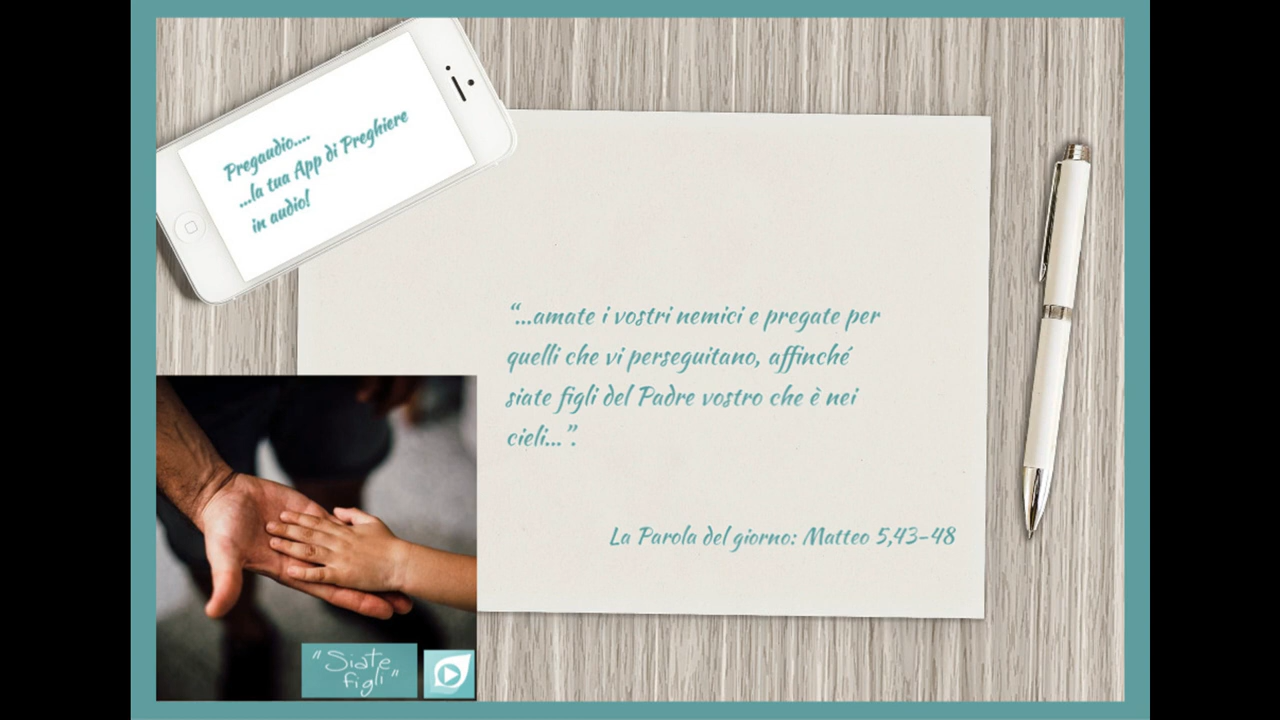 Pregaudio....
...la tua App di Preghiere
in audio!
“...amate i vostri nemici e pregate per
quelli che vi perseguitano, affinché
siate figli del Padre vostro che è nei
cieli...”.
La Parola del giorno: Matteo 5,43-48
"Siate
figli"